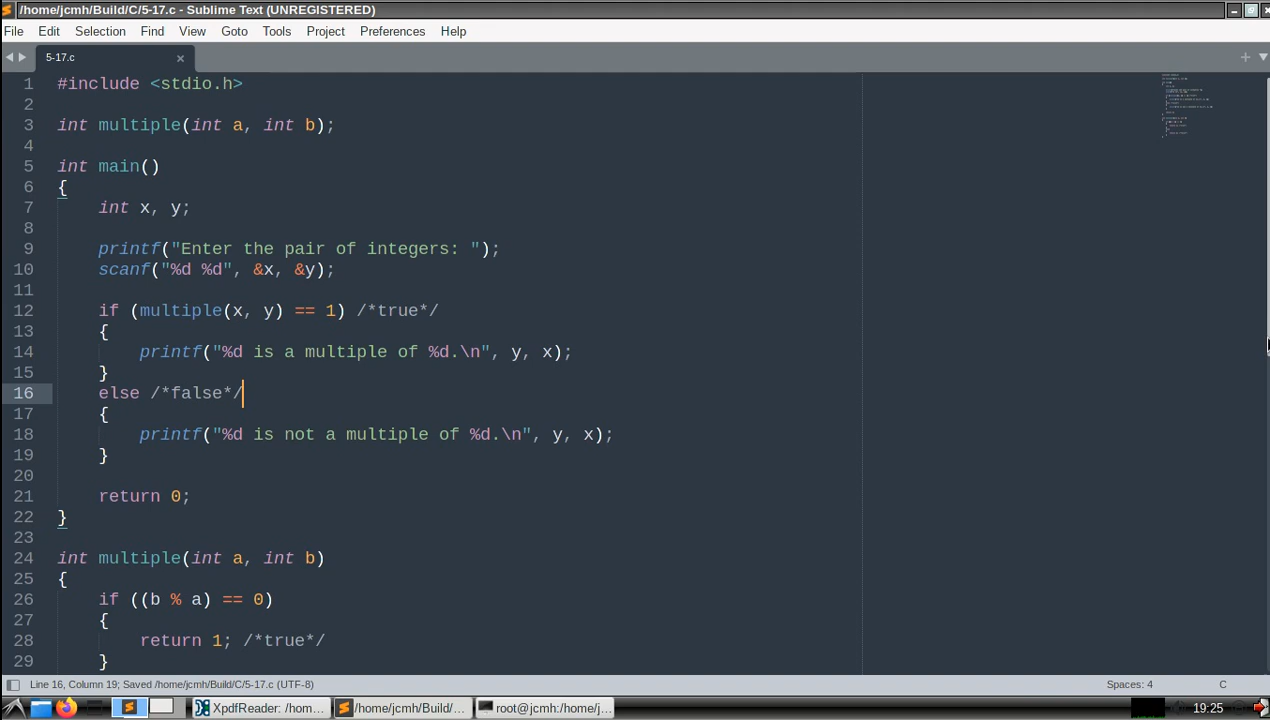 /home/jcmh/Build/C/5-17.c - Sublime Text (UNREGISTERED)
File Edit Selection Find View Goto Tools Project Preferences Help
5-17.c
1 #include <stdio.h>
2
3 int multiple(int a, int b);
4
5 int main()
6 {
7     int x, y;
8
9     printf("Enter the pair of integers: ");
10     scanf("%d %d", &x, &y);
11
12     if (multiple(x, y) == 1) /*true*/
13     {
14         printf("%d is a multiple of %d.\n", y, x);
15     }
16     else /*false*/
17     {
18         printf("%d is not a multiple of %d.\n", y, x);
19     }
20
21     return 0;
22 }
23
24 int multiple(int a, int b)
25 {
26     if ((b % a) == 0)
27     {
28         return 1; /*true*/
29     }
Line 16, Column 19; Saved /home/jcmh/Build/C/5-17.c (UTF-8) Spaces: 4 C
XpdfReader: /hom... /home/jcmh/Build/... root@jcmh:/home/j... 19:25